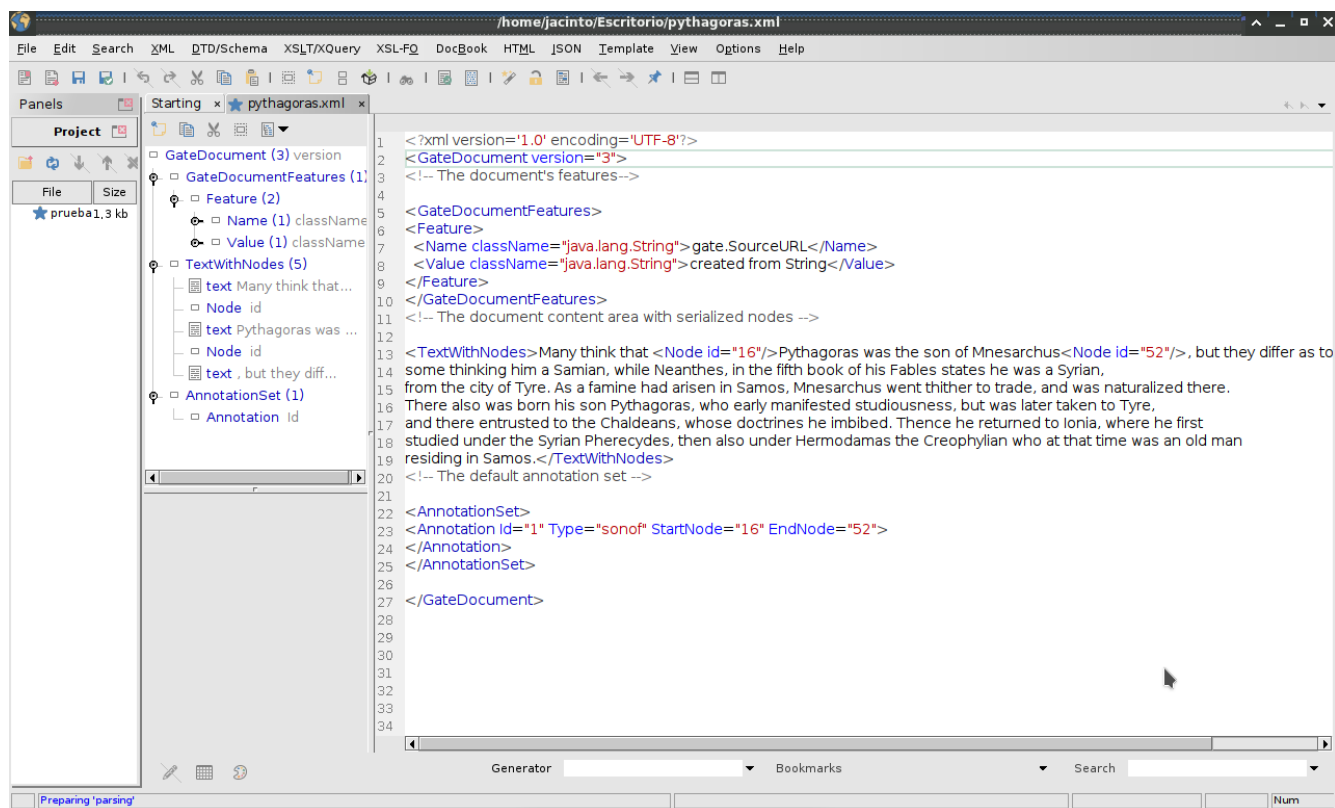 /home/jacinto/Escritorio/pythagoras.xml
File Edit Search XML DTD/Schema XSLT/XQuery XSL-FO DocBook HTML JSON Template View Options Help
Panels
Starting × pythagoras.xml ×
Project
File Size
prueba 1,3 kb
GateDocument (3) version
GateDocumentFeatures (1)
Feature (2)
Name (1) className
Value (1) className
TextWithNodes (5)
text Many think that...
Node id
text Pythagoras was ...
Node id
text , but they diff...
AnnotationSet (1)
Annotation Id
1 <?xml version='1.0' encoding='UTF-8'?>
2 <GateDocument version="3">
3 <!-- The document's features-->
4
5 <GateDocumentFeatures>
6 <Feature>
7 <Name className="java.lang.String">gate.SourceURL</Name>
8 <Value className="java.lang.String">created from String</Value>
9 </Feature>
10 </GateDocumentFeatures>
11 <!-- The document content area with serialized nodes -->
12
13 <TextWithNodes>Many think that <Node id="16"/>Pythagoras was the son of Mnesarchus<Node id="52"/>, but they differ as to
14 some thinking him a Samian, while Neanthes, in the fifth book of his Fables states he was a Syrian,
15 from the city of Tyre. As a famine had arisen in Samos, Mnesarchus went thither to trade, and was naturalized there.
16 There also was born his son Pythagoras, who early manifested studiousness, but was later taken to Tyre,
17 and there entrusted to the Chaldeans, whose doctrines he imbibed. Thence he returned to Ionia, where he first
18 studied under the Syrian Pherecydes, then also under Hermodamas the Creophylian who at that time was an old man
19 residing in Samos.</TextWithNodes>
20 <!-- The default annotation set -->
21
22 <AnnotationSet>
23 <Annotation Id="1" Type="sonof" StartNode="16" EndNode="52">
24 </Annotation>
25 </AnnotationSet>
26
27 </GateDocument>
28
29
30
31
32
33
34
Generator Bookmarks Search
Preparing 'parsing' Num